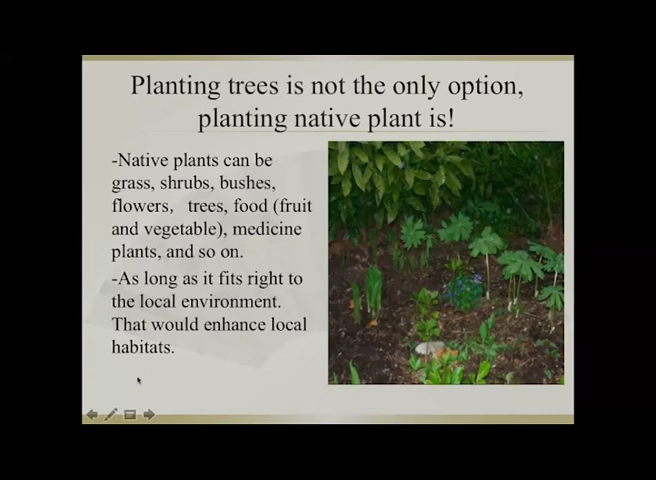 Planting trees is not the only option,
planting native plant is!
-Native plants can be
grass, shrubs, bushes,
flowers, trees, food (fruit
and vegetable), medicine
plants, and so on.
-As long as it fits right to
the local environment.
That would enhance local
habitats.